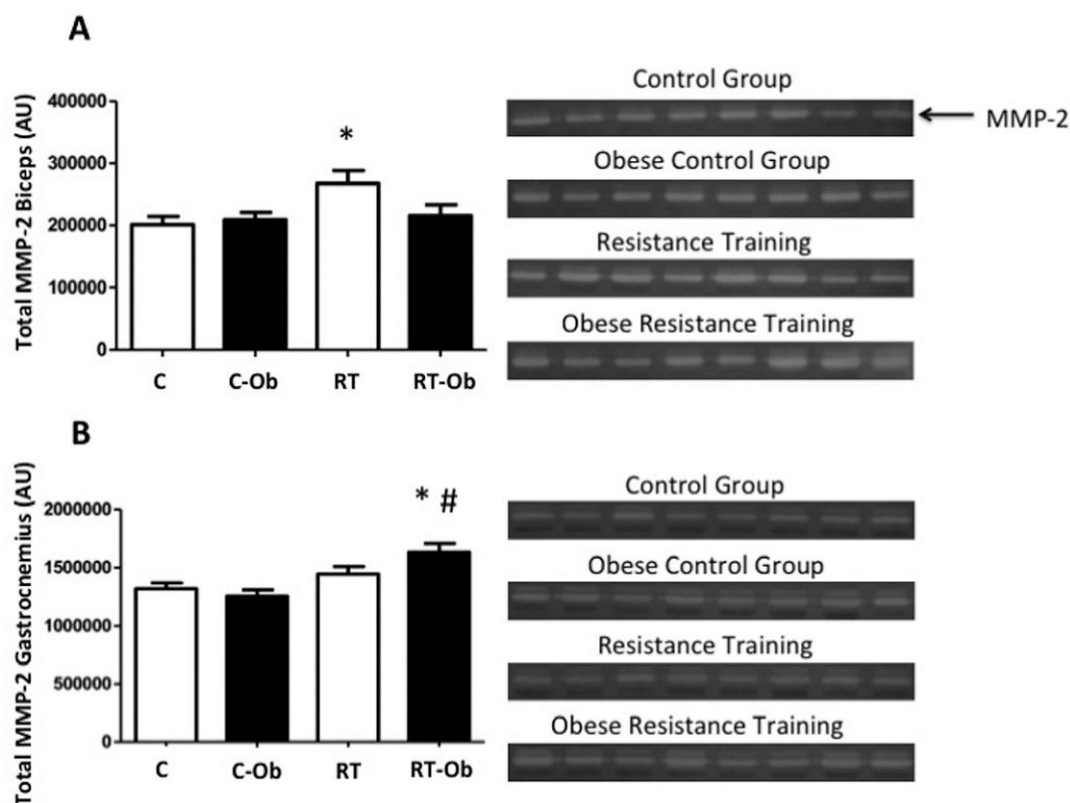 A
Total MMP-2 Biceps (AU)
400000
300000
200000
100000
0
*
C
C-Ob
RT
RT-Ob
Control Group
MMP-2
Obese Control Group
Resistance Training
Obese Resistance Training
B
Total MMP-2 Gastrocnemius (AU)
2000000
1500000
1000000
500000
0
* #
C
C-Ob
RT
RT-Ob
Control Group
Obese Control Group
Resistance Training
Obese Resistance Training